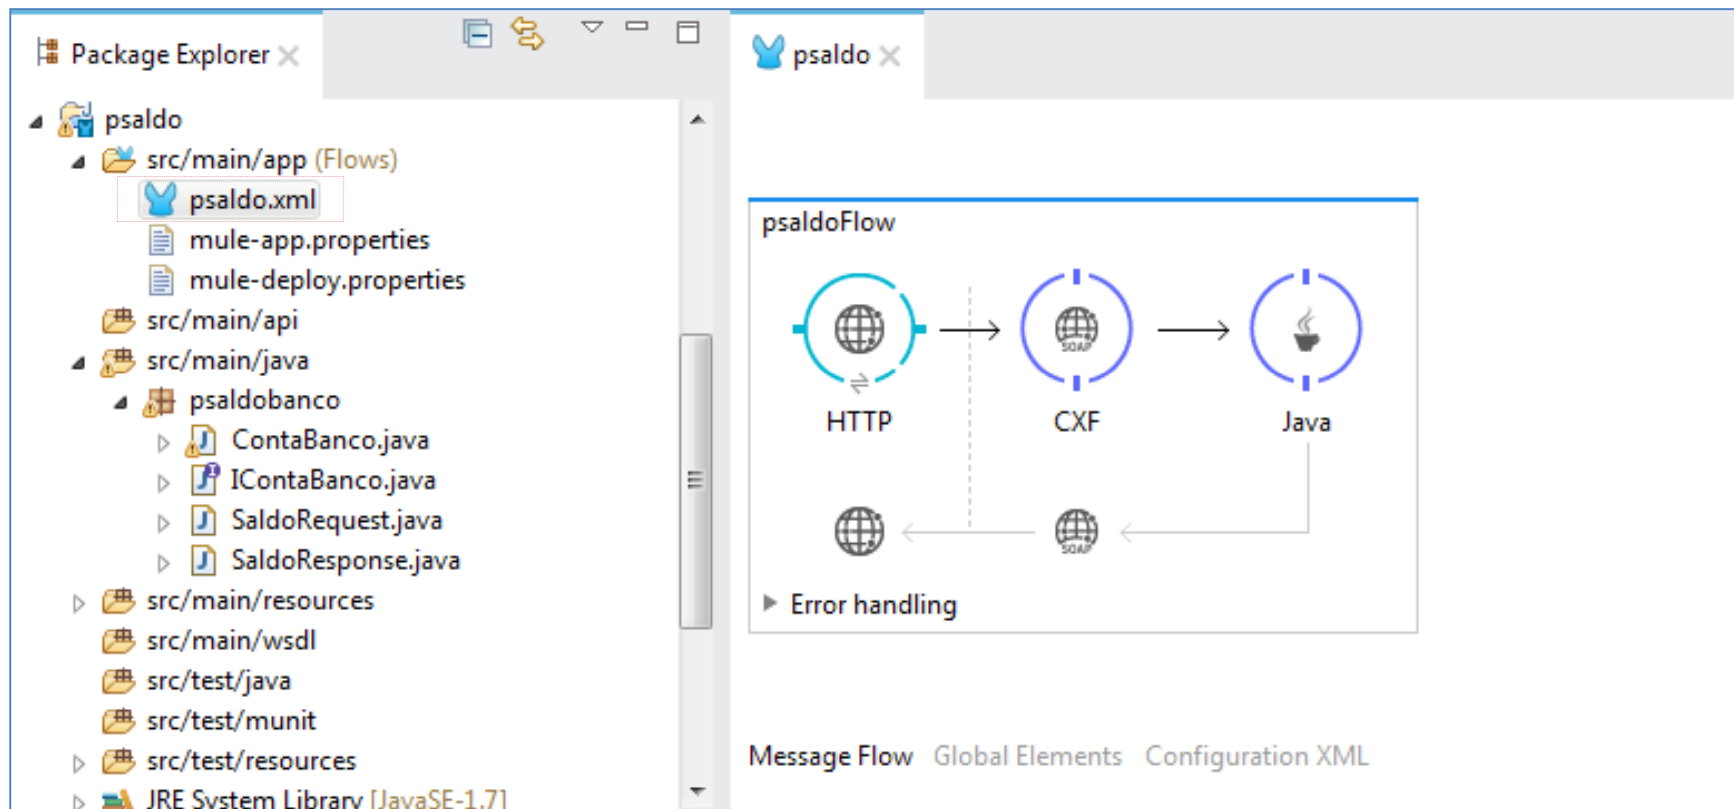 Package Explorer
psaldo
src/main/app (Flows)
psaldo.xml
mule-app.properties
mule-deploy.properties
src/main/api
src/main/java
psaldobanco
ContaBanco.java
IContaBanco.java
SaldoRequest.java
SaldoResponse.java
src/main/resources
src/main/wsdl
src/test/java
src/test/munit
src/test/resources
JRE System Library [JavaSE-1.7]
psaldo
psaldoFlow
SOAP
HTTP
CXF
Java
SOAP
Error handling
Message Flow Global Elements Configuration XML